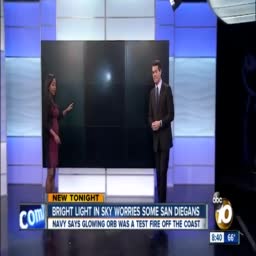 NEW TONIGHT
BRIGHT LIGHT IN SKY WORRIES SOME SAN DIEGANS
NAVY SAYS GLOWING ORB WAS A TEST FIRE OFF THE COAST
com
abc
10
8:40 66°